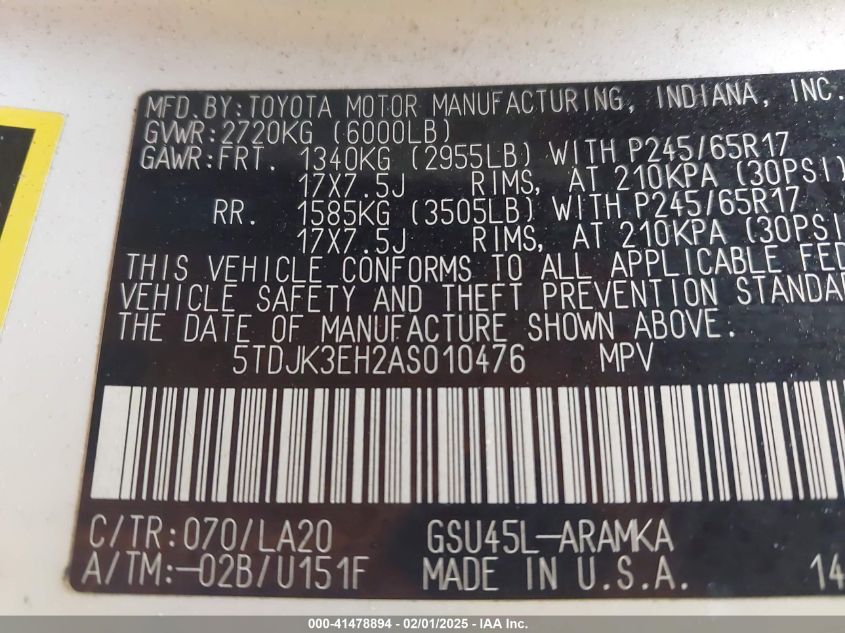 MFD. BY: TOYOTA MOTOR MANUFACTURING, INDIANA, INC.
GVWR: 2720KG (6000LB)
GAWR: FRT. 1340KG (2955LB) WITH P245/65R17
17X7.5J RIMS, AT 210KPA (30PSI)
RR. 1585KG (3505LB) WITH P245/65R17
17X7.5J RIMS, AT 210KPA (30PSI
THIS VEHICLE CONFORMS TO ALL APPLICABLE FED
VEHICLE SAFETY AND THEFT PREVENTION STANDA
THE DATE OF MANUFACTURE SHOWN ABOVE.
5TDJK3EH2AS010476 MPV
C/TR: 070/LA20 GSU45L-ARAMKA
A/TM: -02B/U151F MADE IN U.S.A. 14
000-41478894 - 02/01/2025 - IAA Inc.